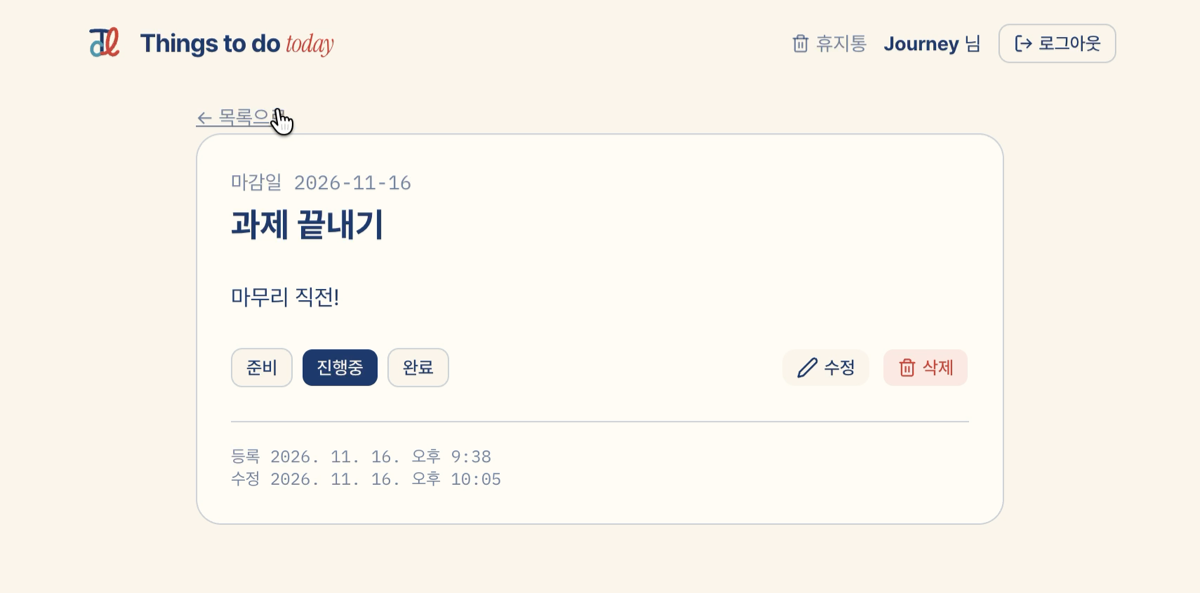 Things to do today
휴지통 Journey 님 로그아웃
← 목록으
마감일 2026-11-16
과제 끝내기
마무리 직전!
준비 진행중 완료 수정 삭제
등록 2026. 11. 16. 오후 9:38
수정 2026. 11. 16. 오후 10:05